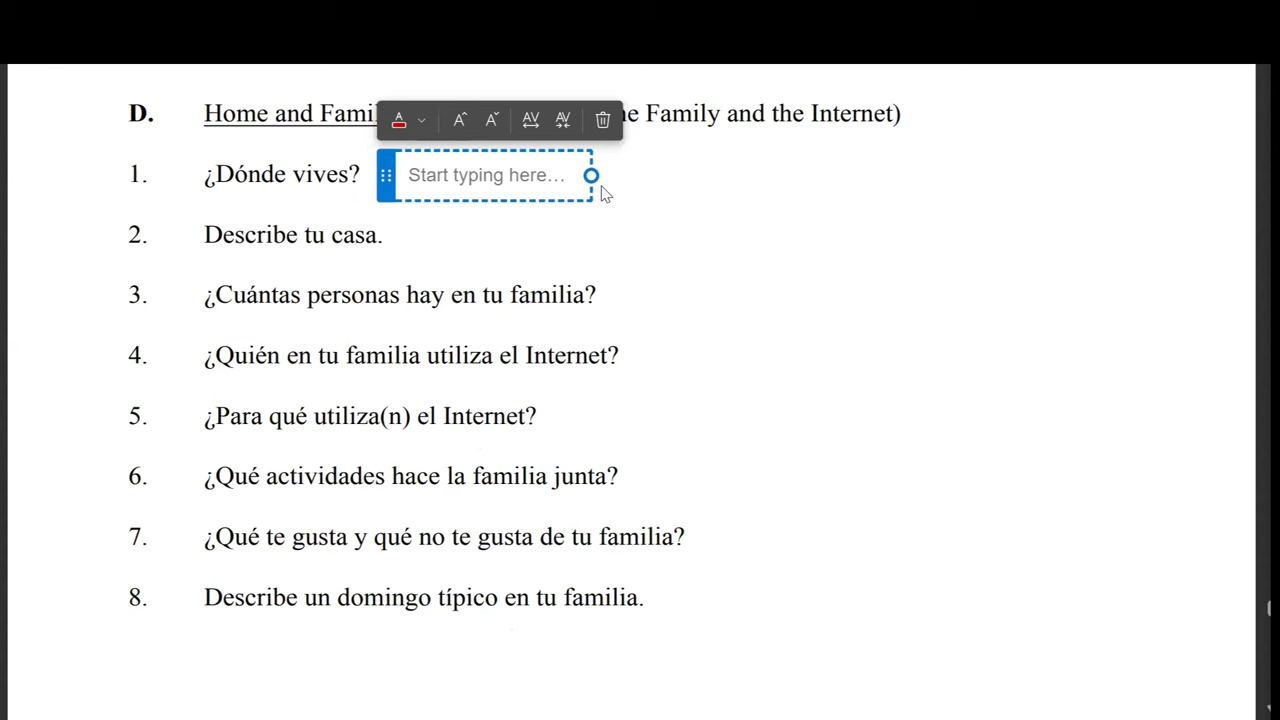 D. Home and Famil e Family and the Internet)
1. ¿Dónde vives? Start typing here...
2. Describe tu casa.
3. ¿Cuántas personas hay en tu familia?
4. ¿Quién en tu familia utiliza el Internet?
5. ¿Para qué utiliza(n) el Internet?
6. ¿Qué actividades hace la familia junta?
7. ¿Qué te gusta y qué no te gusta de tu familia?
8. Describe un domingo típico en tu familia.